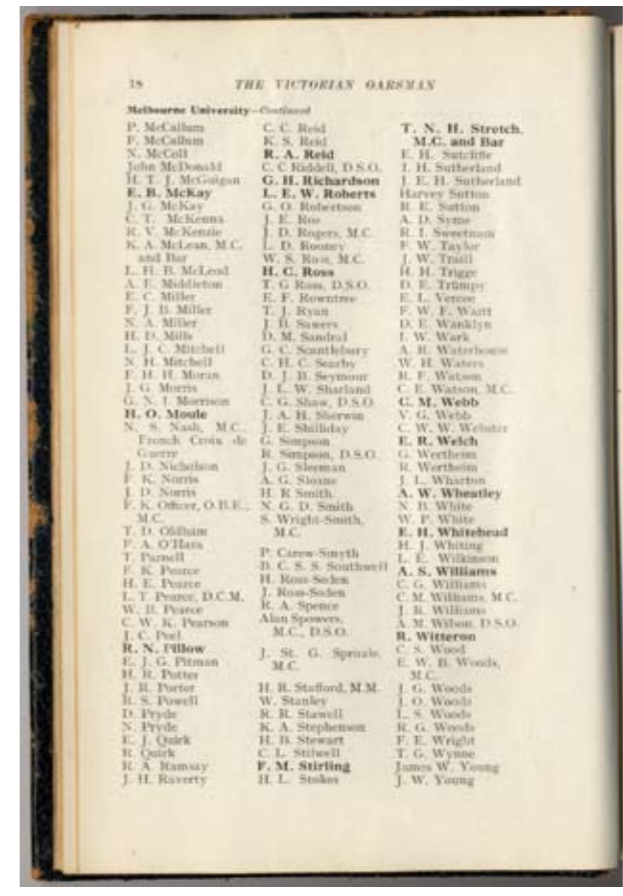 18
THE VICTORIAN OARSMAN
Melbourne University—Continued
P. McCallum
F. McCallum
N. McColl
John McDonald
H. T. J. McGuigan
E. B. McKay
J. G. McKay
C. T. McKenna
R. V. McKenzie
K. A. McLean, M.C.
and Bar
L. H. B. McLeod
A. E. Middleton
E. C. Miller
F. J. B. Miller
N. A. Miller
H. D. Mills
L. J. C. Mitchell
N. H. Mitchell
F. H. H. Moran
J. G. Morris
G. N. I. Morrison
H. O. Moule
N. S. Nash, M.C.,
French Croix de
Guerre
J. D. Nicholson
F. K. Norris
J. D. Norris
F. K. Officer, O.B.E.,
M.C.
T. D. Oldham
F. A. O'Hara
T. Parnell
F. K. Pearce
H. E. Pearce
L. T. Pearce, D.C.M.
W. B. Pearce
C. W. K. Pearson
J. C. Peel
R. N. Pillow
E. J. G. Pitman
H. R. Potter
J. R. Porter
R. S. Powell
D. Pryde
N. Pryde
E. J. Quirk
R. Quirk
R. A. Ramsay
J. H. Raverty
C. C. Reid
K. S. Reid
R. A. Reid
C. C Riddell, D.S.O.
G. H. Richardson
L. E. W. Roberts
G. O. Robertson
J. E. Roe
J. D. Rogers, M.C.
L. D. Rooney
W. S. Ross, M.C.
H. C. Ross
T. G Ross, D.S.O.
E. F. Rowntree
T. J. Ryan
J. B. Sawers
D. M. Sandral
G. C. Scantlebury
C. H. C. Searby
D. J. B. Seymour
J. L. W. Sharland
C. G. Shaw, D.S.O.
J. A. H. Sherwin
J. E. Shilliday
G. Simpson
R. Simpson, D.S.O.
J. G. Sleeman
A. G. Sloane
H. R Smith,
N. G. D. Smith
S. Wright-Smith,
M.C.
P. Carew-Smyth
B. C. S. S. Southwell
H. Ross-Soden
J. Ross-Soden
R. A. Spence
Alan Spowers,
M.C., D.S.O.
J. St. G. Sproule,
M.C.
H. R. Stafford, M.M.
W. Stanley
R. R. Stawell
K. A. Stephenson
H. B. Stewart
C. L. Stilwell
F. M. Stirling
H. L. Stokes
T. N. H. Stretch,
M.C. and Bar
E. H. Sutcliffe
I. H. Sutherland
J. E. H. Sutherland
Harvey Sutton
R. E. Sutton
A. D. Syme
R. I. Sweetnam
F. W. Taylor
J. W. Traill
H. H. Trigge
D. E. Trümpy
E. L. Vercoe
F. W. F. Waitt
D. E. Wanklyn
I. W. Wark
A. R. Waterhouse
W. H. Waters
R. F. Watson
C. E. Watson, M.C.
C. M. Webb
V. G. Webb
C. W. W. Webster
E. R. Welch
G. Wertheim
R. Wertheim
J. L. Wharton
A. W. Wheatley
N. B. White
W. P. White
E. H. Whitehead
H. J. Whiting
L. E. Wilkinson
A. S. Williams
C. G. Williams
C. M. Williams, M.C.
J. R. Williams
A. M. Wilson, D.S.O.
R. Witteron
C. S. Wood
E. W. B. Woods,
M.C.
J. G. Woods
J. O. Woods
L. S. Woods
R. G. Woods
F. E. Wright
T. G. Wynne
James W. Young
J. W. Young